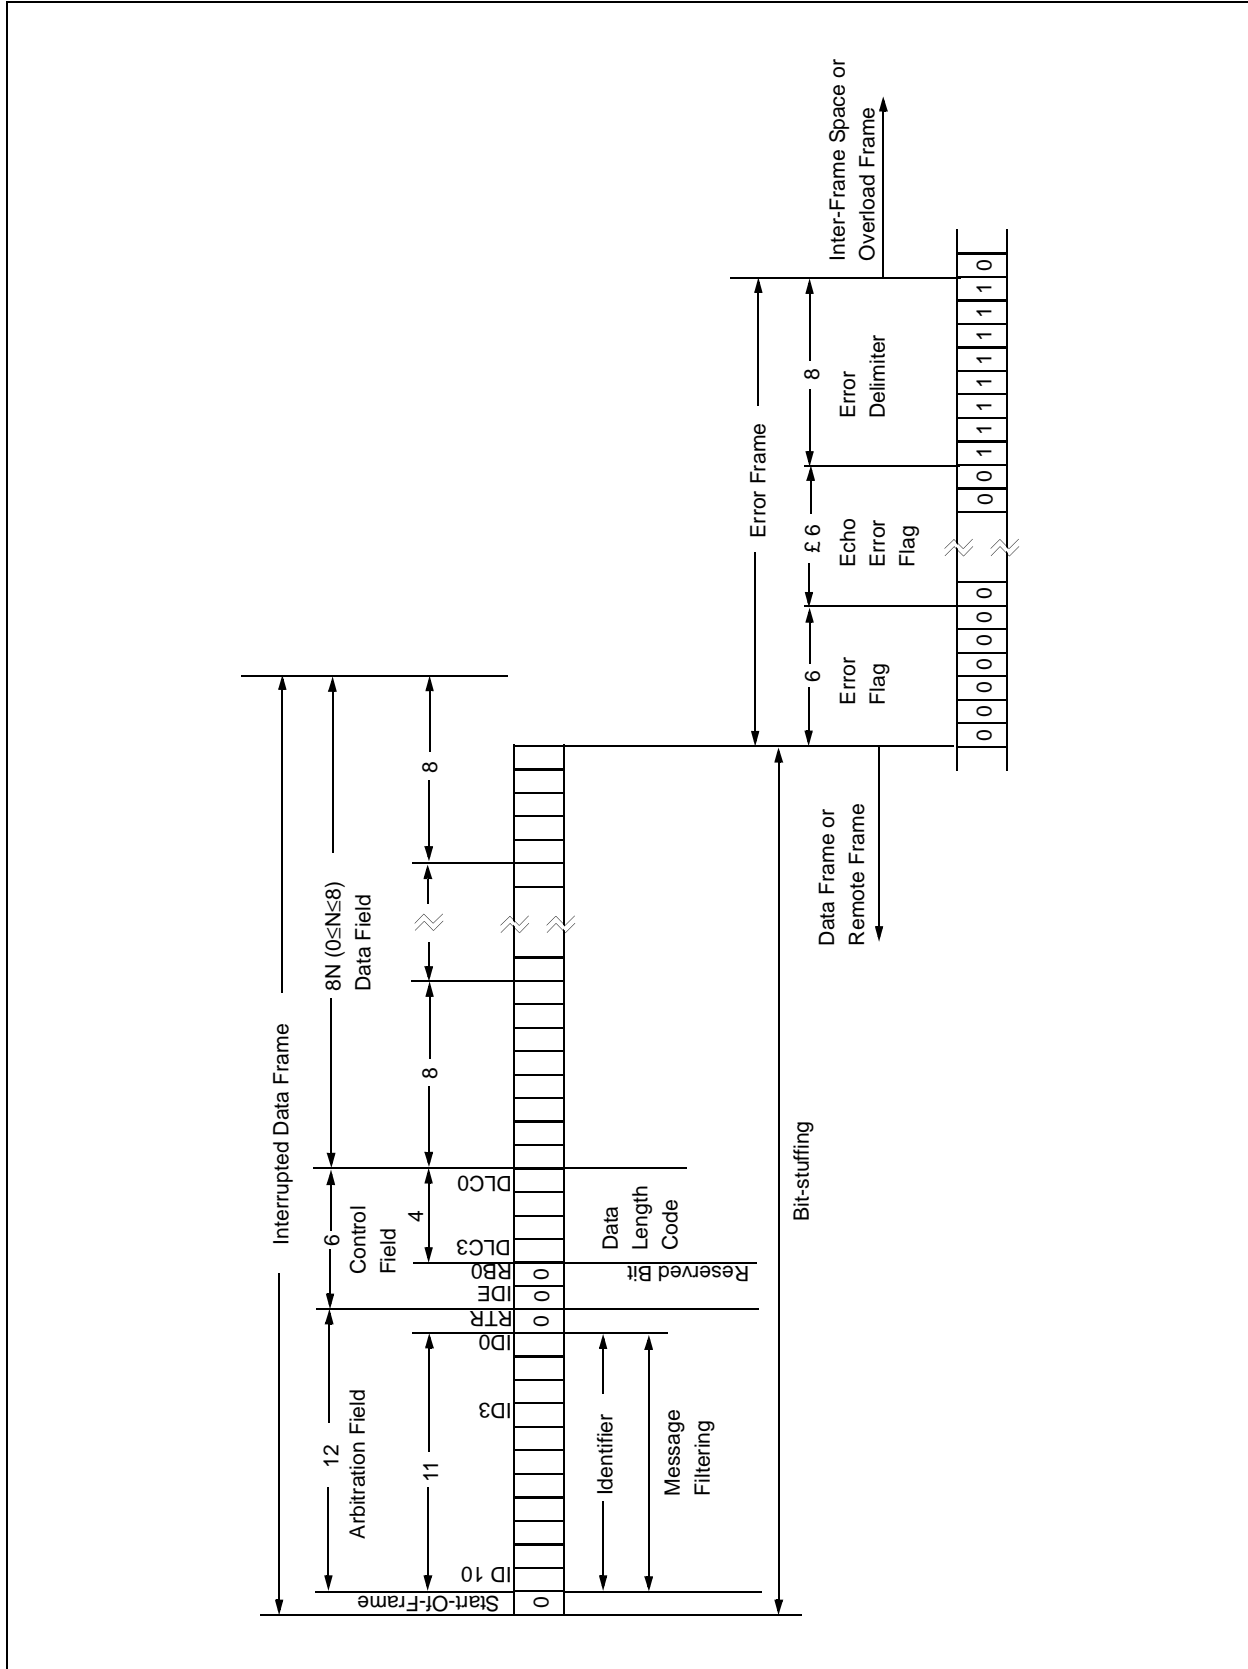 Interrupted Data Frame
12
Arbitration Field
6
Control
Field
8N (0≤N≤8)
Data Field
11
4
8
8
Start-Of-Frame
ID 10
ID3
ID0
RTR
IDE
RB0
DLC3
DLC0
0
0
0
0
Identifier
Message
Filtering
Reserved Bit
Data
Length
Code
Bit-stuffing
Data Frame or
Remote Frame
Error Frame
6
Error
Flag
£ 6
Echo
Error
Flag
8
Error
Delimiter
Inter-Frame Space or
Overload Frame
0 0 0 0 0 0 0 0 0 1 1 1 1 1 1 1 1 0